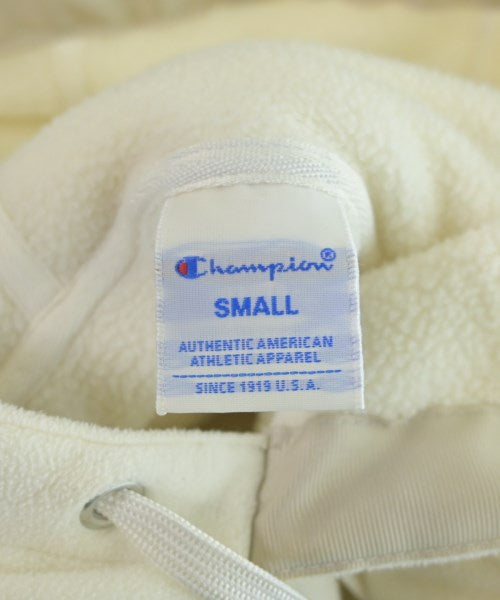 Champion®
SMALL
AUTHENTIC AMERICAN
ATHLETIC APPAREL
SINCE 1919 U.S.A.